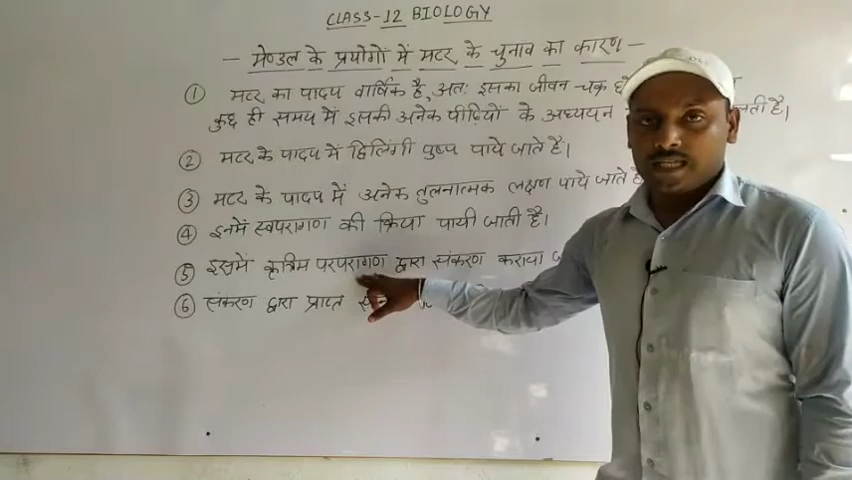 CLASS-12 BIOLOGY
- मेण्डल के प्रयोगों में मटर के चुनाव का कारण -
① मटर का पादप वार्षिक है, अतः इसका जीवन-चक्र
कुछ ही समय में इसकी अनेक पीढ़ियों के अध्ययन
② मटर के पादप में द्विलिंगी पुष्प पाये जाते है।
③ मटर के पादप में अनेक तुलनात्मक लक्षण पाये जाते है
④ इनमें स्वपरागण की क्रिया पायी जाती है।
⑤ इसमें कृत्रिम परपरागण द्वारा संकरण कराया
⑥ संकरण द्वारा प्राप्त